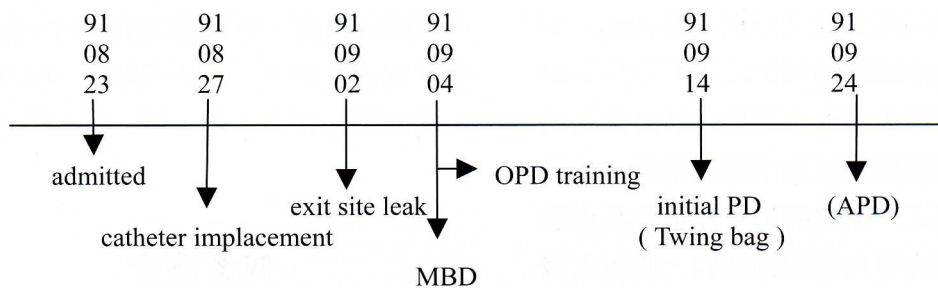 91 91 91 91 91 91
08 08 09 09 09 09
23 27 02 04 14 24
admitted
OPD training
exit site leak
initial PD
(APD)
catheter implacement
( Twing bag )
MBD